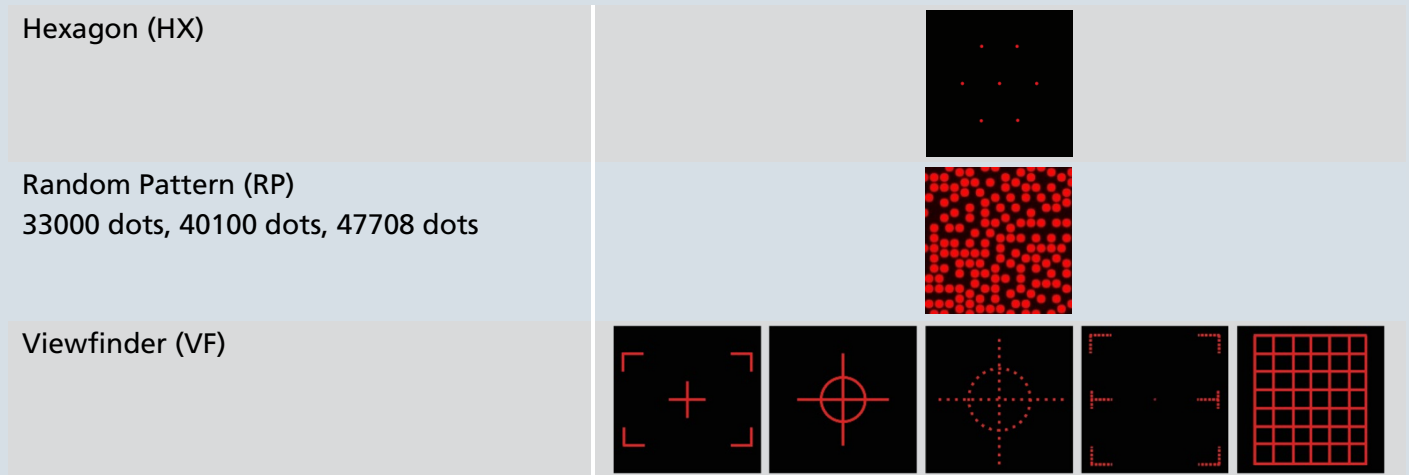 Hexagon (HX)
Random Pattern (RP)
33000 dots, 40100 dots, 47708 dots
Viewfinder (VF)